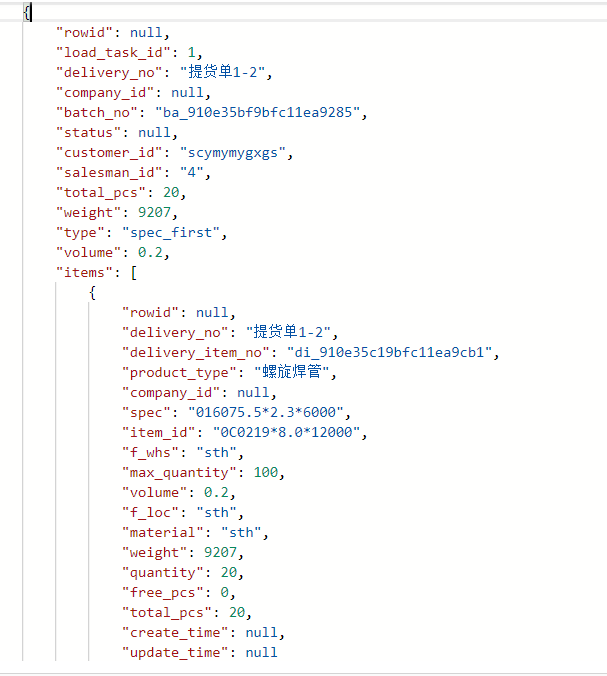 {
"rowid": null,
"load_task_id": 1,
"delivery_no": "提货单1-2",
"company_id": null,
"batch_no": "ba_910e35bf9bfc11ea9285",
"status": null,
"customer_id": "scymymygxgs",
"salesman_id": "4",
"total_pcs": 20,
"weight": 9207,
"type": "spec_first",
"volume": 0.2,
"items": [
{
"rowid": null,
"delivery_no": "提货单1-2",
"delivery_item_no": "di_910e35c19bfc11ea9cb1",
"product_type": "螺旋焊管",
"company_id": null,
"spec": "016075.5*2.3*6000",
"item_id": "0C0219*8.0*12000",
"f_whs": "sth",
"max_quantity": 100,
"volume": 0.2,
"f_loc": "sth",
"material": "sth",
"weight": 9207,
"quantity": 20,
"free_pcs": 0,
"total_pcs": 20,
"create_time": null,
"update_time": null